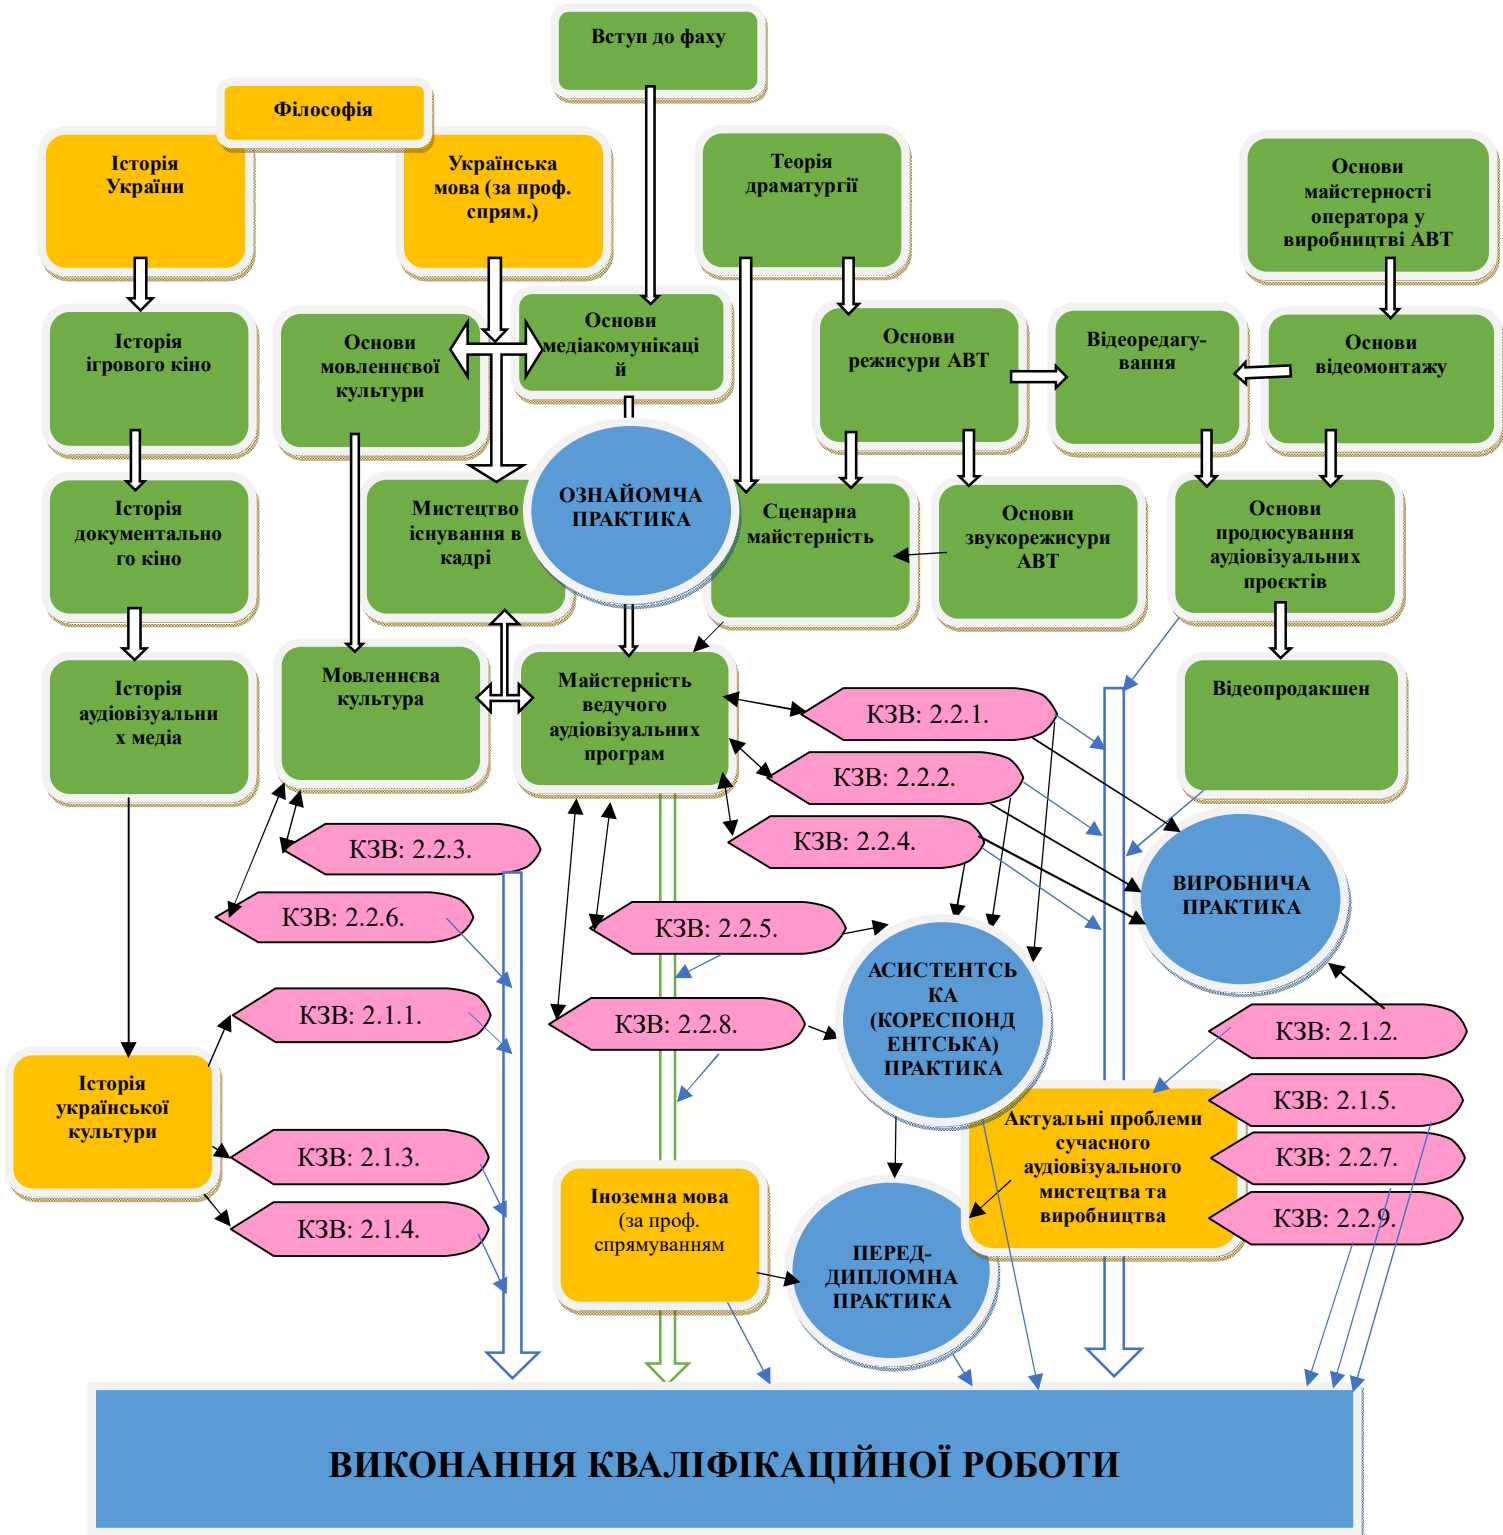 Вступ до фаху
Філософія
Історія
України
Українська
мова (за проф.
спрям.)
Теорія
драматургії
Основи
майстерності
оператора у
виробництві АВТ
Історія
ігрового кіно
Основи
мовленнєвої
культури
Основи
медіакомунікаці
й
Основи
режисури АВТ
Відеоредагу-
вання
Основи
відеомонтажу
Історія
документально
го кіно
Мистецтво
існування в
кадрі
ОЗНАЙОМЧА
ПРАКТИКА
Сценарна
майстерність
Основи
звукорежисури
АВТ
Основи
продюсування
аудіовізуальних
проєктів
Історія
аудіовізуальни
х медіа
Мовленнєва
культура
Майстерність
ведучого
аудіовізуальних
програм
Відеопродакшен
КЗВ: 2.2.1.
КЗВ: 2.2.2.
КЗВ: 2.2.4.
КЗВ: 2.2.3.
КЗВ: 2.2.6.
КЗВ: 2.2.5.
ВИРОБНИЧА
ПРАКТИКА
АСИСТЕНТСЬ
КА
(КОРЕСПОНД
ЕНТСЬКА)
ПРАКТИКА
КЗВ: 2.1.1.
КЗВ: 2.2.8.
КЗВ: 2.1.2.
Історія
української
культури
КЗВ: 2.1.3.
КЗВ: 2.1.4.
Актуальні проблеми
сучасного
аудіовізуального
мистецтва та
виробництва
КЗВ: 2.1.5.
КЗВ: 2.2.7.
КЗВ: 2.2.9.
Іноземна мова
(за проф.
спрямуванням
ПЕРЕД-
ДИПЛОМНА
ПРАКТИКА
ВИКОНАННЯ КВАЛІФІКАЦІЙНОЇ РОБОТИ